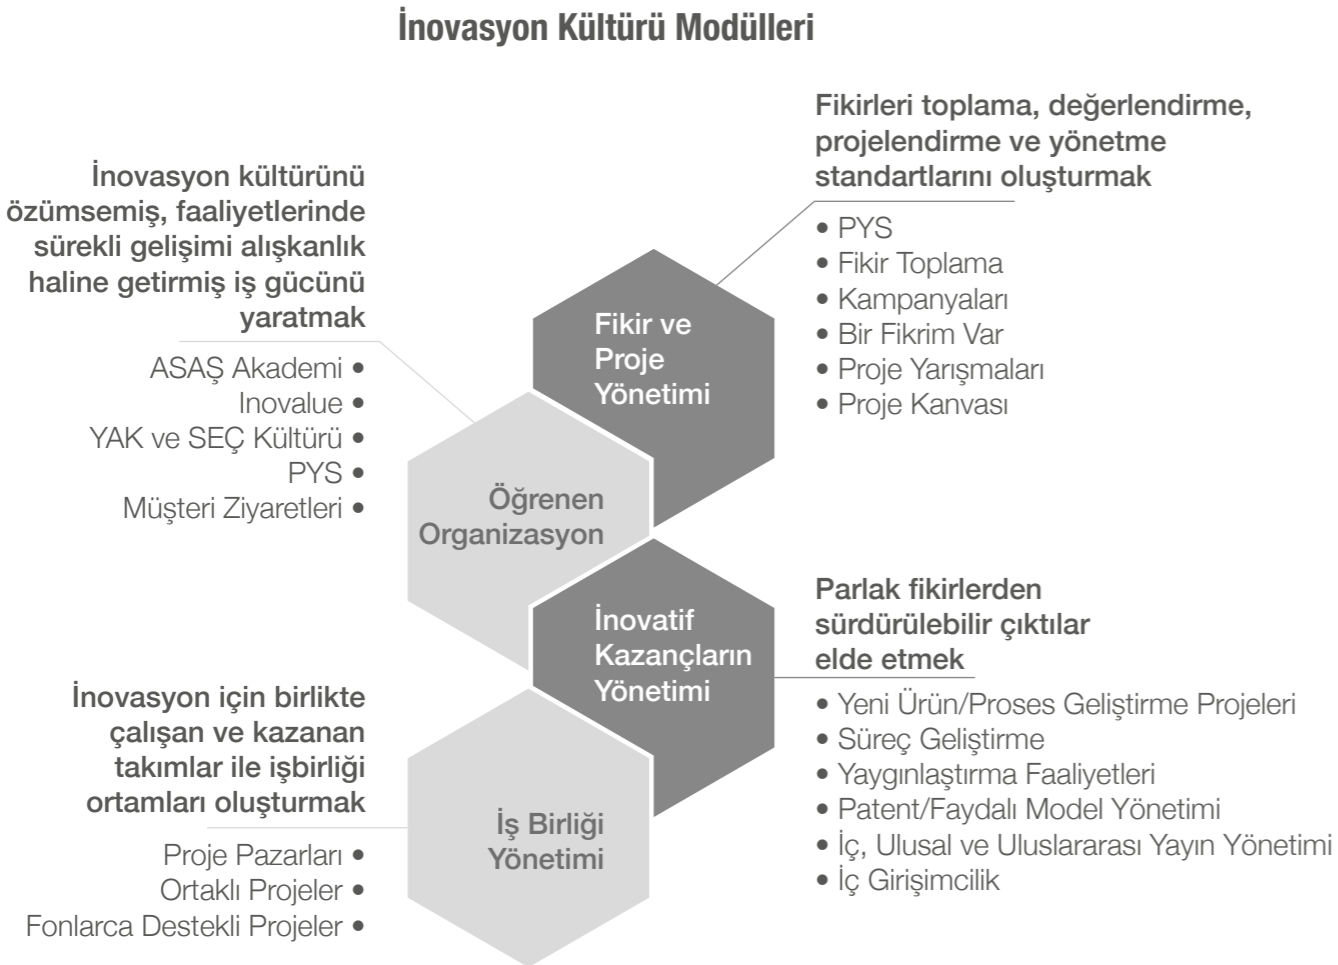 İnovasyon Kültürü Modülleri
Fikirleri toplama, değerlendirme,
projelendirme ve yönetme
standartlarını oluşturmak
• PYS
• Fikir Toplama
• Kampanyaları
• Bir Fikrim Var
• Proje Yarışmaları
• Proje Kanvası
Fikir ve
Proje
Yönetimi
İnovasyon kültürünü
özümsemiş, faaliyetlerinde
sürekli gelişimi alışkanlık
haline getirmiş iş gücünü
yaratmak
ASAŞ Akademi •
Inovalue •
YAK ve SEÇ Kültürü •
PYS •
Müşteri Ziyaretleri •
Öğrenen
Organizasyon
Parlak fikirlerden
sürdürülebilir çıktılar
elde etmek
• Yeni Ürün/Proses Geliştirme Projeleri
• Süreç Geliştirme
• Yaygınlaştırma Faaliyetleri
• Patent/Faydalı Model Yönetimi
• İç, Ulusal ve Uluslararası Yayın Yönetimi
• İç Girişimcilik
İnovatif
Kazançların
Yönetimi
İnovasyon için birlikte
çalışan ve kazanan
takımlar ile işbirliği
ortamları oluşturmak
Proje Pazarları •
Ortaklı Projeler •
Fonlarca Destekli Projeler •
İş Birliği
Yönetimi